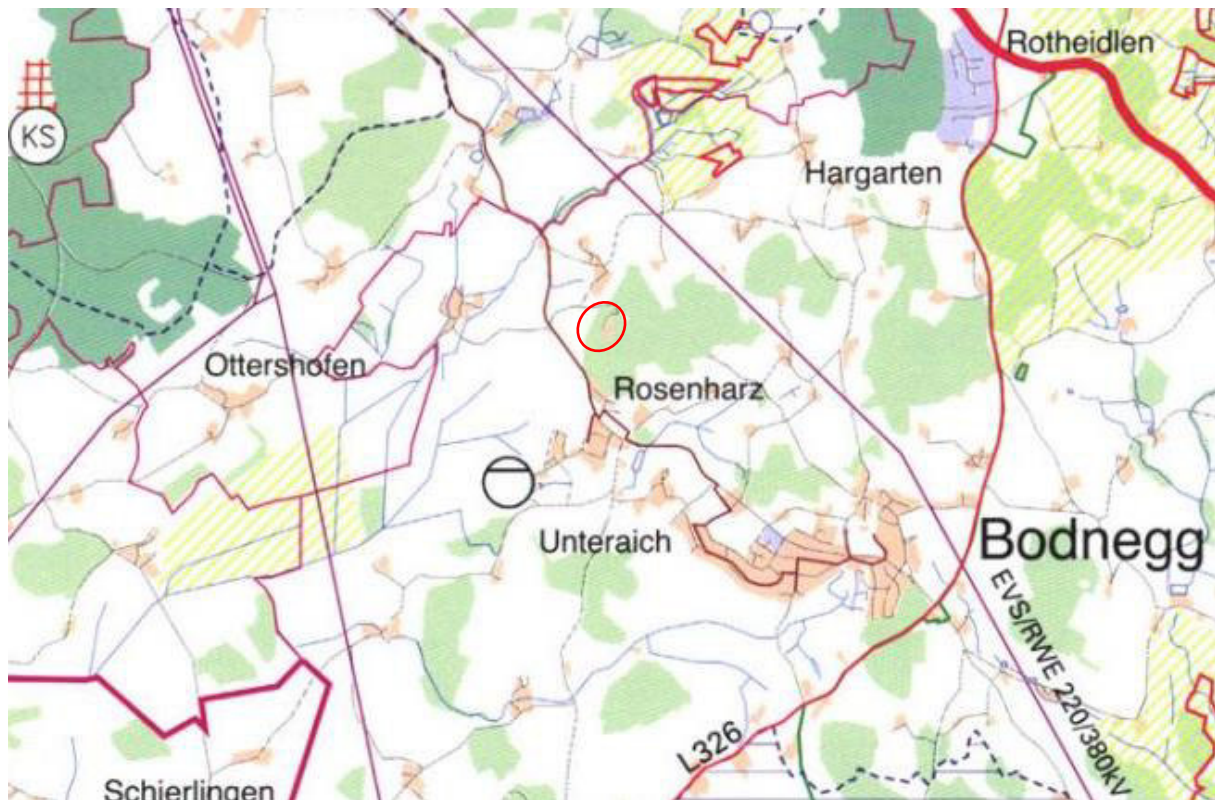 Rotheidlen
KS
Hargarten
Ottershofen
Rosenharz
Unteraich
Bodnegg
EVS/RWE 220/380kV
L326
Schierlingen